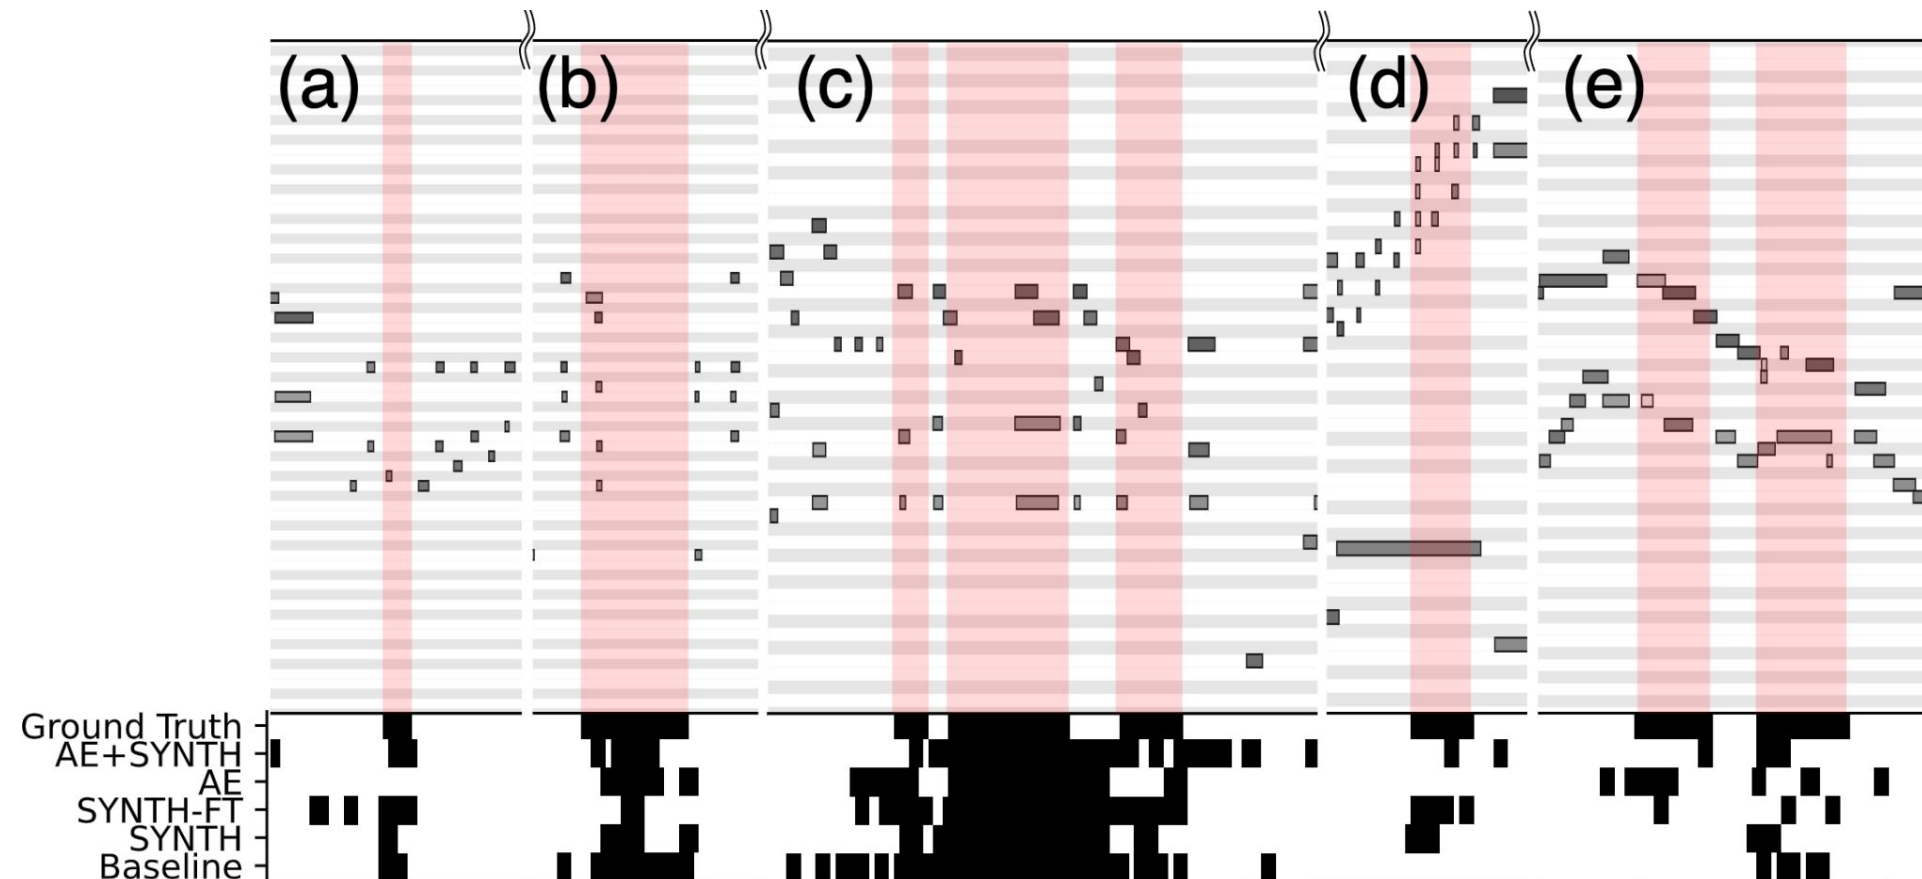 (a) (b) (c) (d) (e)
Ground Truth
AE+SYNTH
AE
SYNTH-FT
SYNTH
Baseline